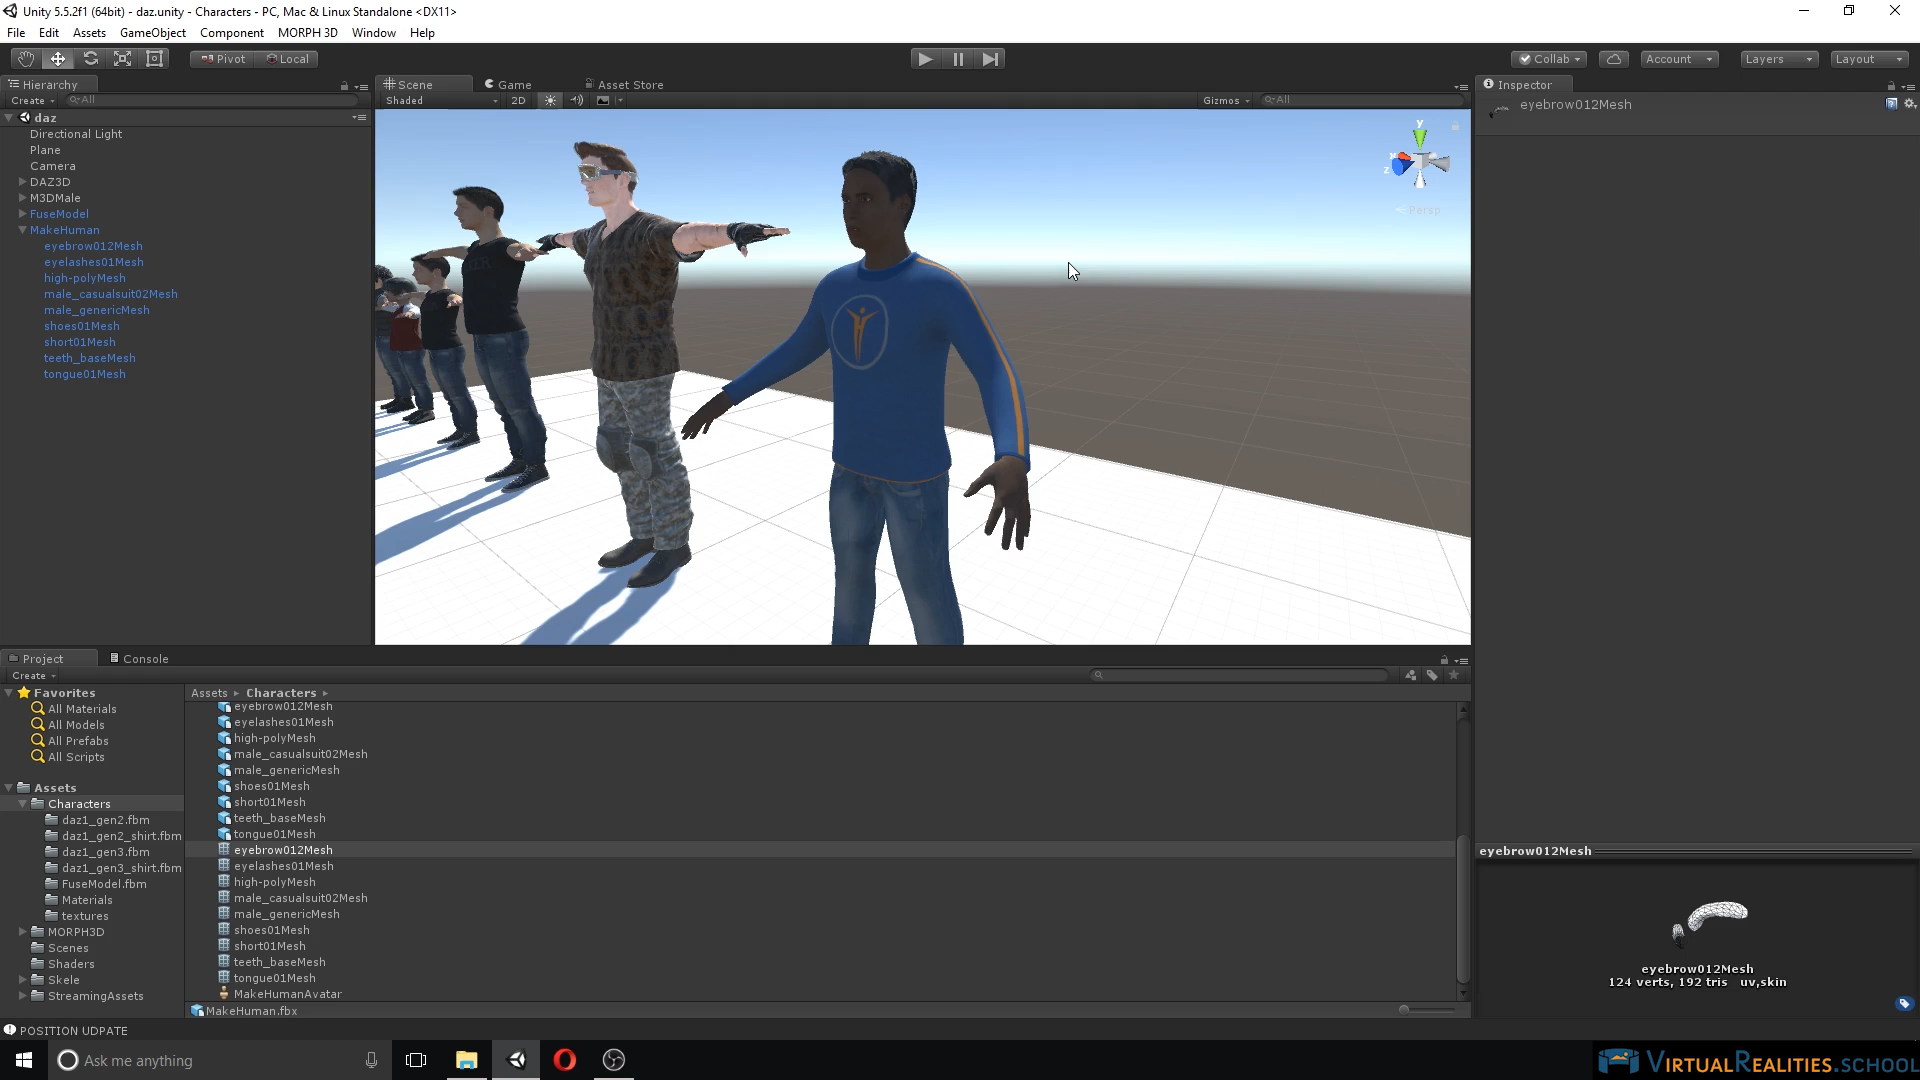 Unity 5.5.2f1 (64bit) - daz.unity - Characters - PC, Mac & Linux Standalone <DX11>
File Edit Assets GameObject Component MORPH 3D Window Help
Pivot Local Collab Account Layers Layout
Hierarchy
Create All
daz
Directional Light
Plane
Camera
DAZ3D
M3DMale
FuseModel
MakeHuman
eyebrow012Mesh
eyelashes01Mesh
high-polyMesh
male_casualsuit02Mesh
male_genericMesh
shoes01Mesh
short01Mesh
teeth_baseMesh
tongue01Mesh
Scene Game Asset Store
Shaded 2D Gizmos All
y
z
Persp
Inspector
eyebrow012Mesh
Project Console
Create
Favorites
All Materials
All Models
All Prefabs
All Scripts
Assets
Characters
daz1_gen2.fbm
daz1_gen2_shirt.fbm
daz1_gen3.fbm
daz1_gen3_shirt.fbm
FuseModel.fbm
Materials
textures
MORPH3D
Scenes
Shaders
Skele
StreamingAssets
Assets Characters
eyebrow012Mesh
eyelashes01Mesh
high-polyMesh
male_casualsuit02Mesh
male_genericMesh
shoes01Mesh
short01Mesh
teeth_baseMesh
tongue01Mesh
eyebrow012Mesh
eyelashes01Mesh
high-polyMesh
male_casualsuit02Mesh
male_genericMesh
shoes01Mesh
short01Mesh
teeth_baseMesh
tongue01Mesh
MakeHumanAvatar
MakeHuman.fbx
eyebrow012Mesh
eyebrow012Mesh
124 verts, 192 tris uv,skin
POSITION UDPATE
Ask me anything
VIRTUALREALITIES.SCHOOL